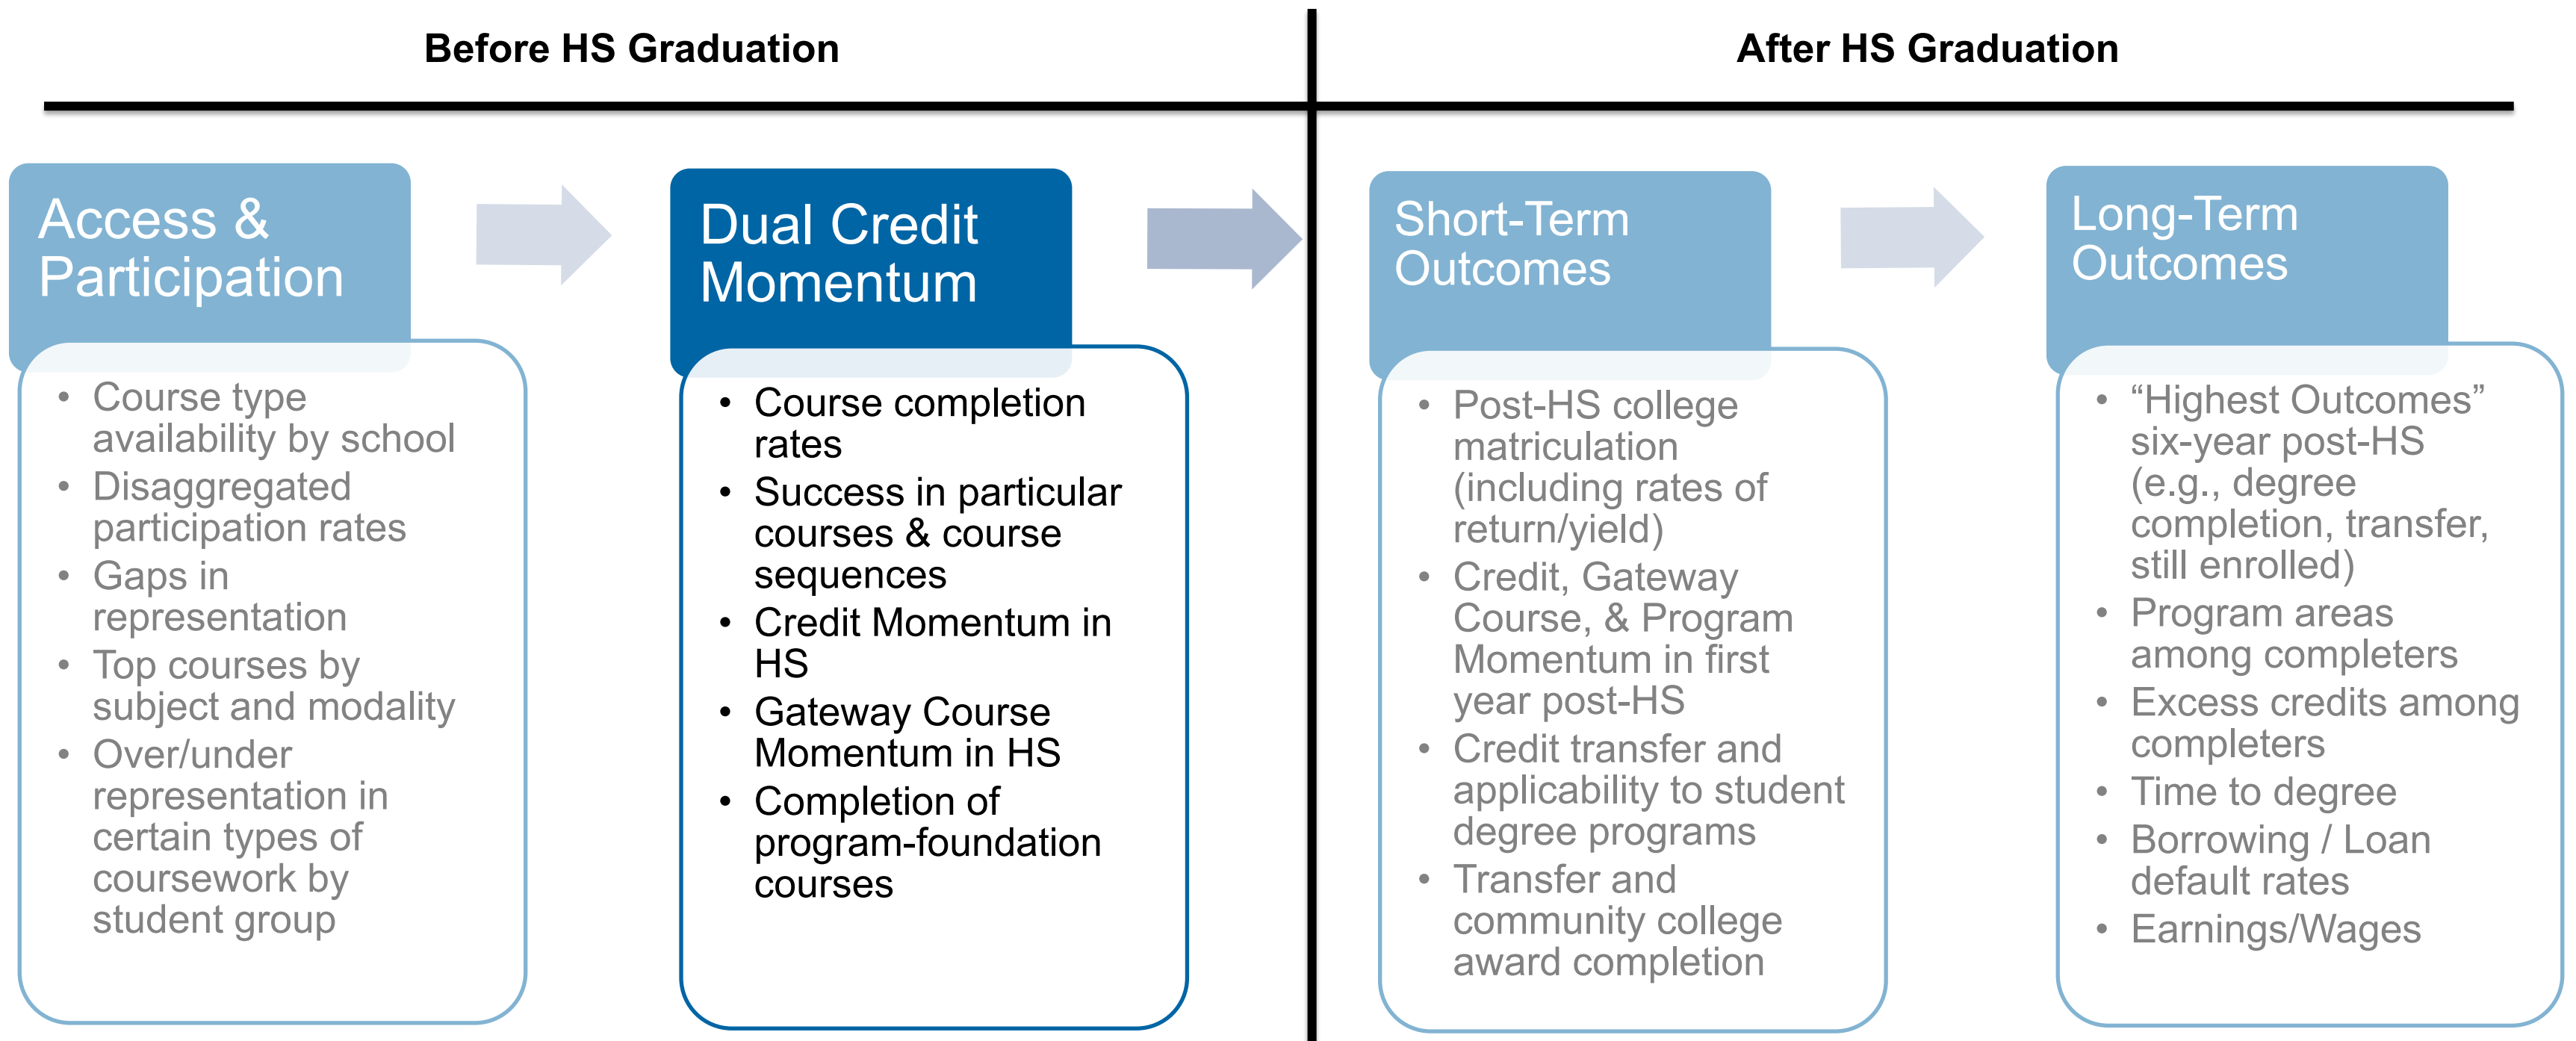 Before HS Graduation
After HS Graduation
Access &
Participation
• Course type
availability by school
• Disaggregated
participation rates
• Gaps in
representation
• Top courses by
subject and modality
• Over/under
representation in
certain types of
coursework by
student group
Dual Credit
Momentum
• Course completion
rates
• Success in particular
courses & course
sequences
• Credit Momentum in
HS
• Gateway Course
Momentum in HS
• Completion of
program-foundation
courses
Short-Term
Outcomes
• Post-HS college
matriculation
(including rates of
return/yield)
• Credit, Gateway
Course, & Program
Momentum in first
year post-HS
• Credit transfer and
applicability to student
degree programs
• Transfer and
community college
award completion
Long-Term
Outcomes
• “Highest Outcomes”
six-year post-HS
(e.g., degree
completion, transfer,
still enrolled)
• Program areas
among completers
• Excess credits among
completers
• Time to degree
• Borrowing / Loan
default rates
• Earnings/Wages